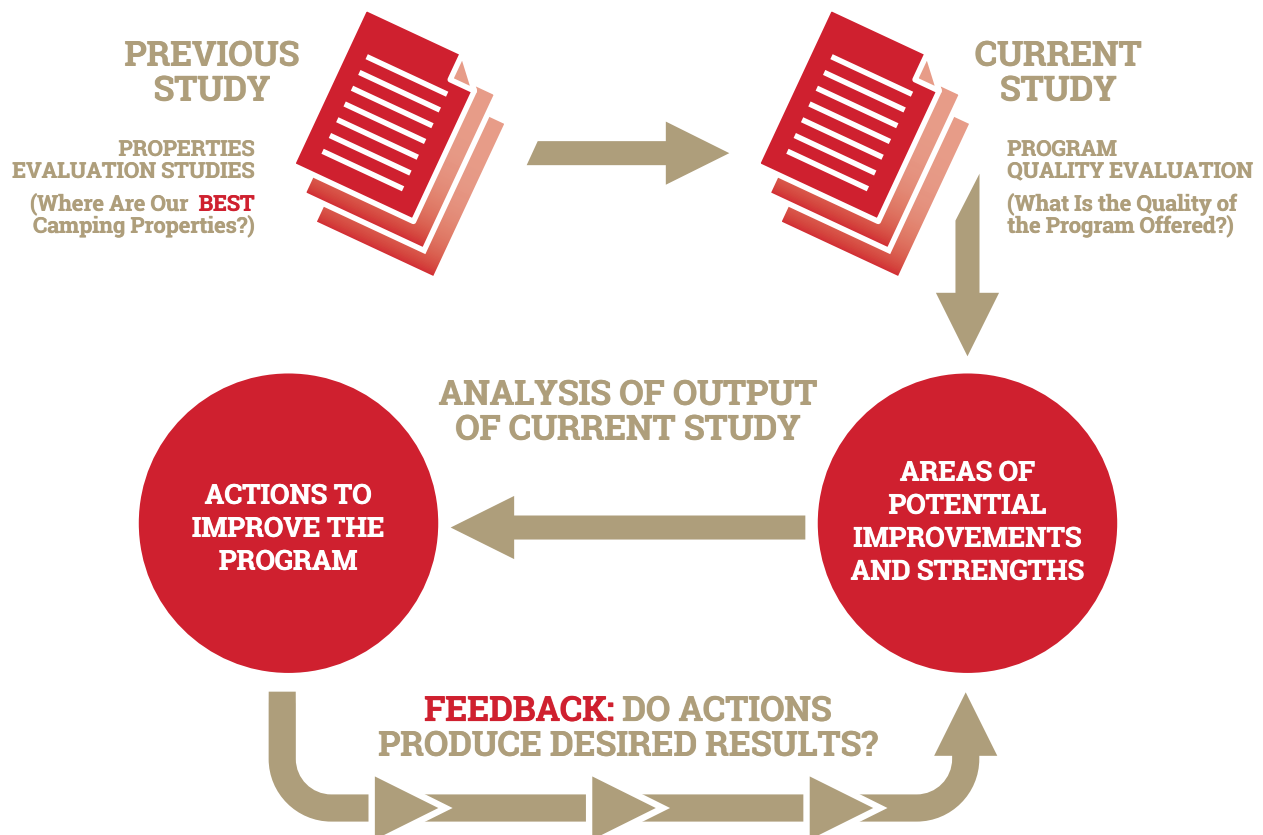 PREVIOUS
STUDY
PROPERTIES
EVALUATION STUDIES
(Where Are Our BEST
Camping Properties?)
CURRENT
STUDY
PROGRAM
QUALITY EVALUATION
(What Is the Quality of
the Program Offered?)
ANALYSIS OF OUTPUT
OF CURRENT STUDY
ACTIONS TO
IMPROVE THE
PROGRAM
AREAS OF
POTENTIAL
IMPROVEMENTS
AND STRENGTHS
FEEDBACK: DO ACTIONS
PRODUCE DESIRED RESULTS?